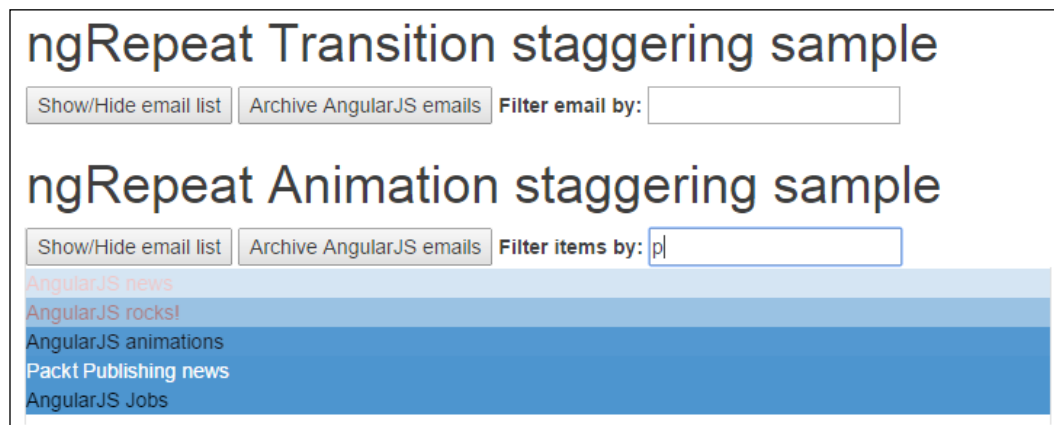 ngRepeat Transition staggering sample
Show/Hide email list Archive AngularJS emails Filter email by:
ngRepeat Animation staggering sample
Show/Hide email list Archive AngularJS emails Filter items by: p
AngularJS news
AngularJS rocks!
AngularJS animations
Packt Publishing news
AngularJS Jobs